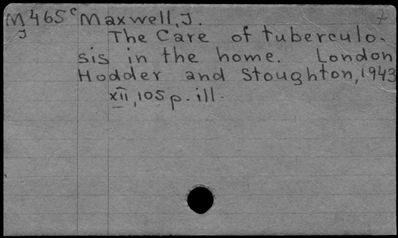 M465c Maxwell, J.
J
The Care of tuberculo-
sis in the home. London
Hodder and Stoughton, 1943
xii, 105 p. ill.